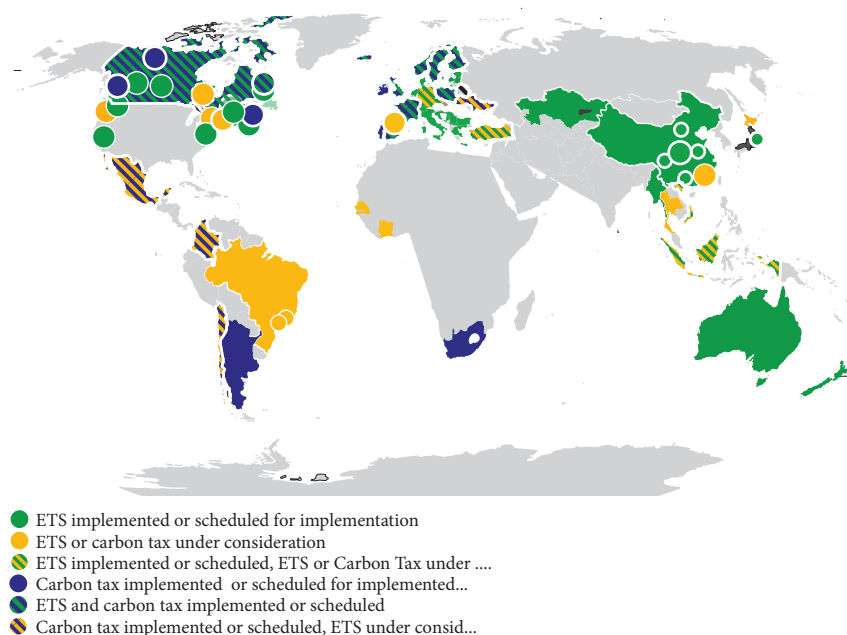 ETS implemented or scheduled for implementation
ETS or carbon tax under consideration
ETS implemented or scheduled, ETS or Carbon Tax under ....
Carbon tax implemented or scheduled for implemented...
ETS and carbon tax implemented or scheduled
Carbon tax implemented or scheduled, ETS under consid...